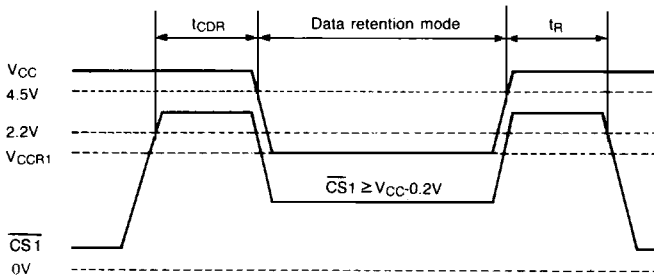 tCDR Data retention mode tR
VCC
4.5V
2.2V
VCCR1
CS1 ≥ VCC-0.2V
CS1
0V